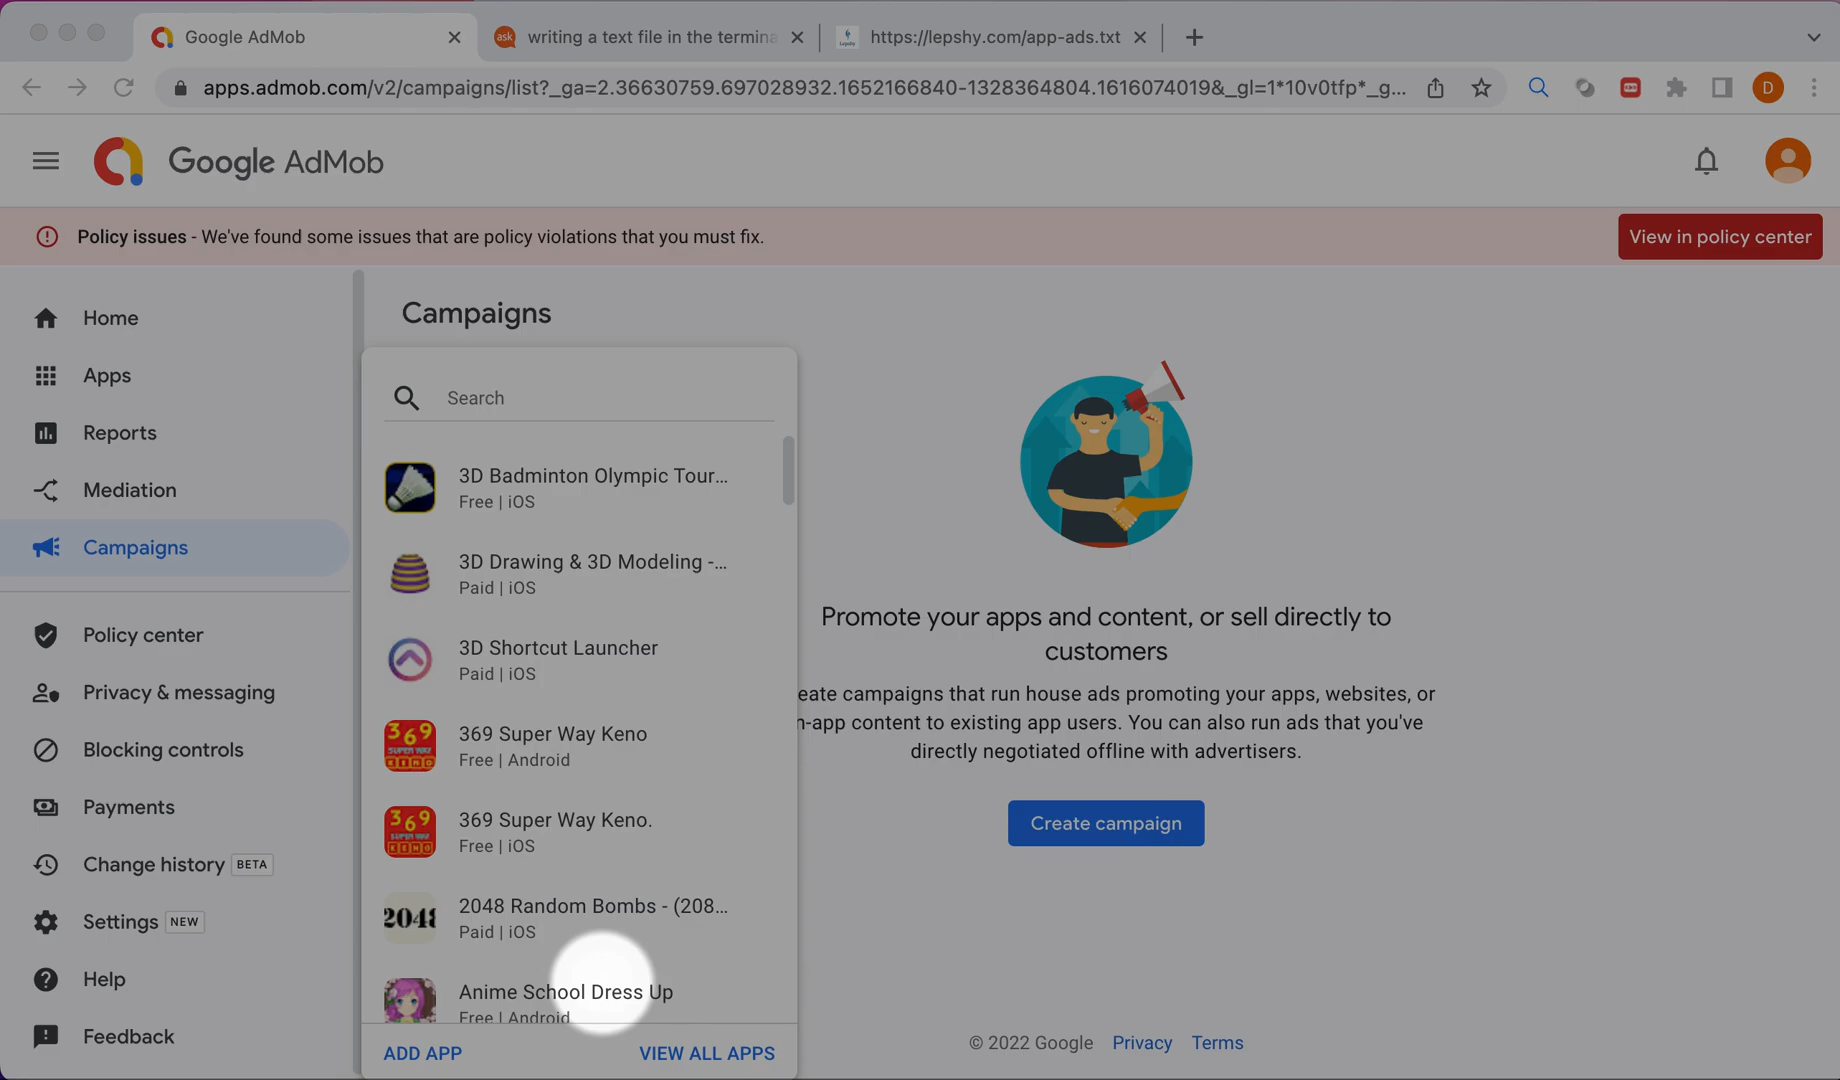 Google AdMob
writing a text file in the termina
https://lepshy.com/app-ads.txt
apps.admob.com/v2/campaigns/list?_ga=2.36630759.697028932.1652166840-1328364804.1616074019&_gl=1*10v0tfp*_g...
D
Google AdMob
Policy issues - We've found some issues that are policy violations that you must fix.
View in policy center
Home
Apps
Reports
Mediation
Campaigns
Policy center
Privacy & messaging
Blocking controls
Payments
Change history BETA
Settings NEW
Help
Feedback
Campaigns
Search
3D Badminton Olympic Tour...
Free | iOS
3D Drawing & 3D Modeling -...
Paid | iOS
3D Shortcut Launcher
Paid | iOS
369 Super Way Keno
Free | Android
369 Super Way Keno.
Free | iOS
2048 Random Bombs - (208...
Paid | iOS
Anime School Dress Up
Free | Android
ADD APP
VIEW ALL APPS
Promote your apps and content, or sell directly to
customers
eate campaigns that run house ads promoting your apps, websites, or
n-app content to existing app users. You can also run ads that you've
directly negotiated offline with advertisers.
Create campaign
© 2022 Google Privacy Terms